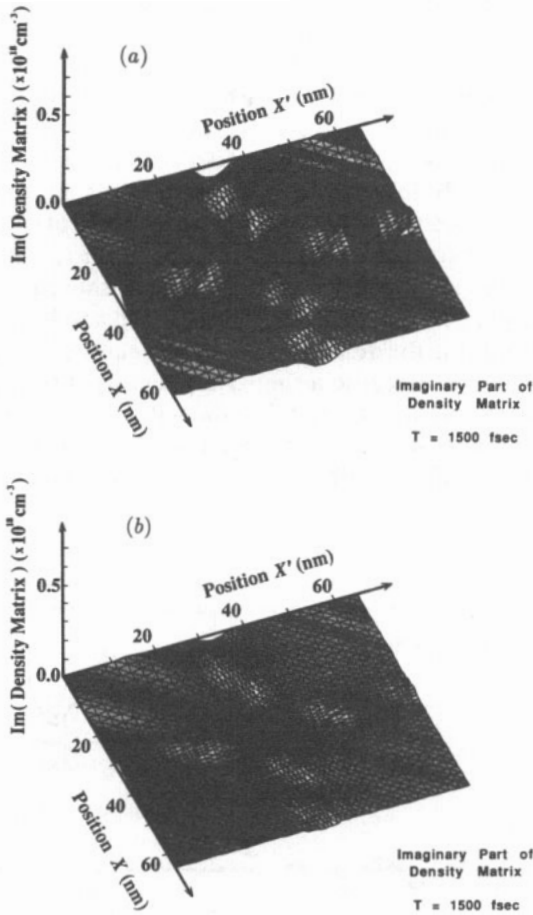 (a)
Im( Density Matrix ) (×10¹⁸cm⁻³)
0.5
0.0
Position X' (nm)
20
40
60
Position X (nm)
20
40
60
Imaginary Part of
Density Matrix
T = 1500 fsec
(b)
Im( Density Matrix ) (×10¹⁸cm⁻³)
0.5
0.0
Position X' (nm)
20
40
60
Position X (nm)
20
40
60
Imaginary Part of
Density Matrix
T = 1500 fsec